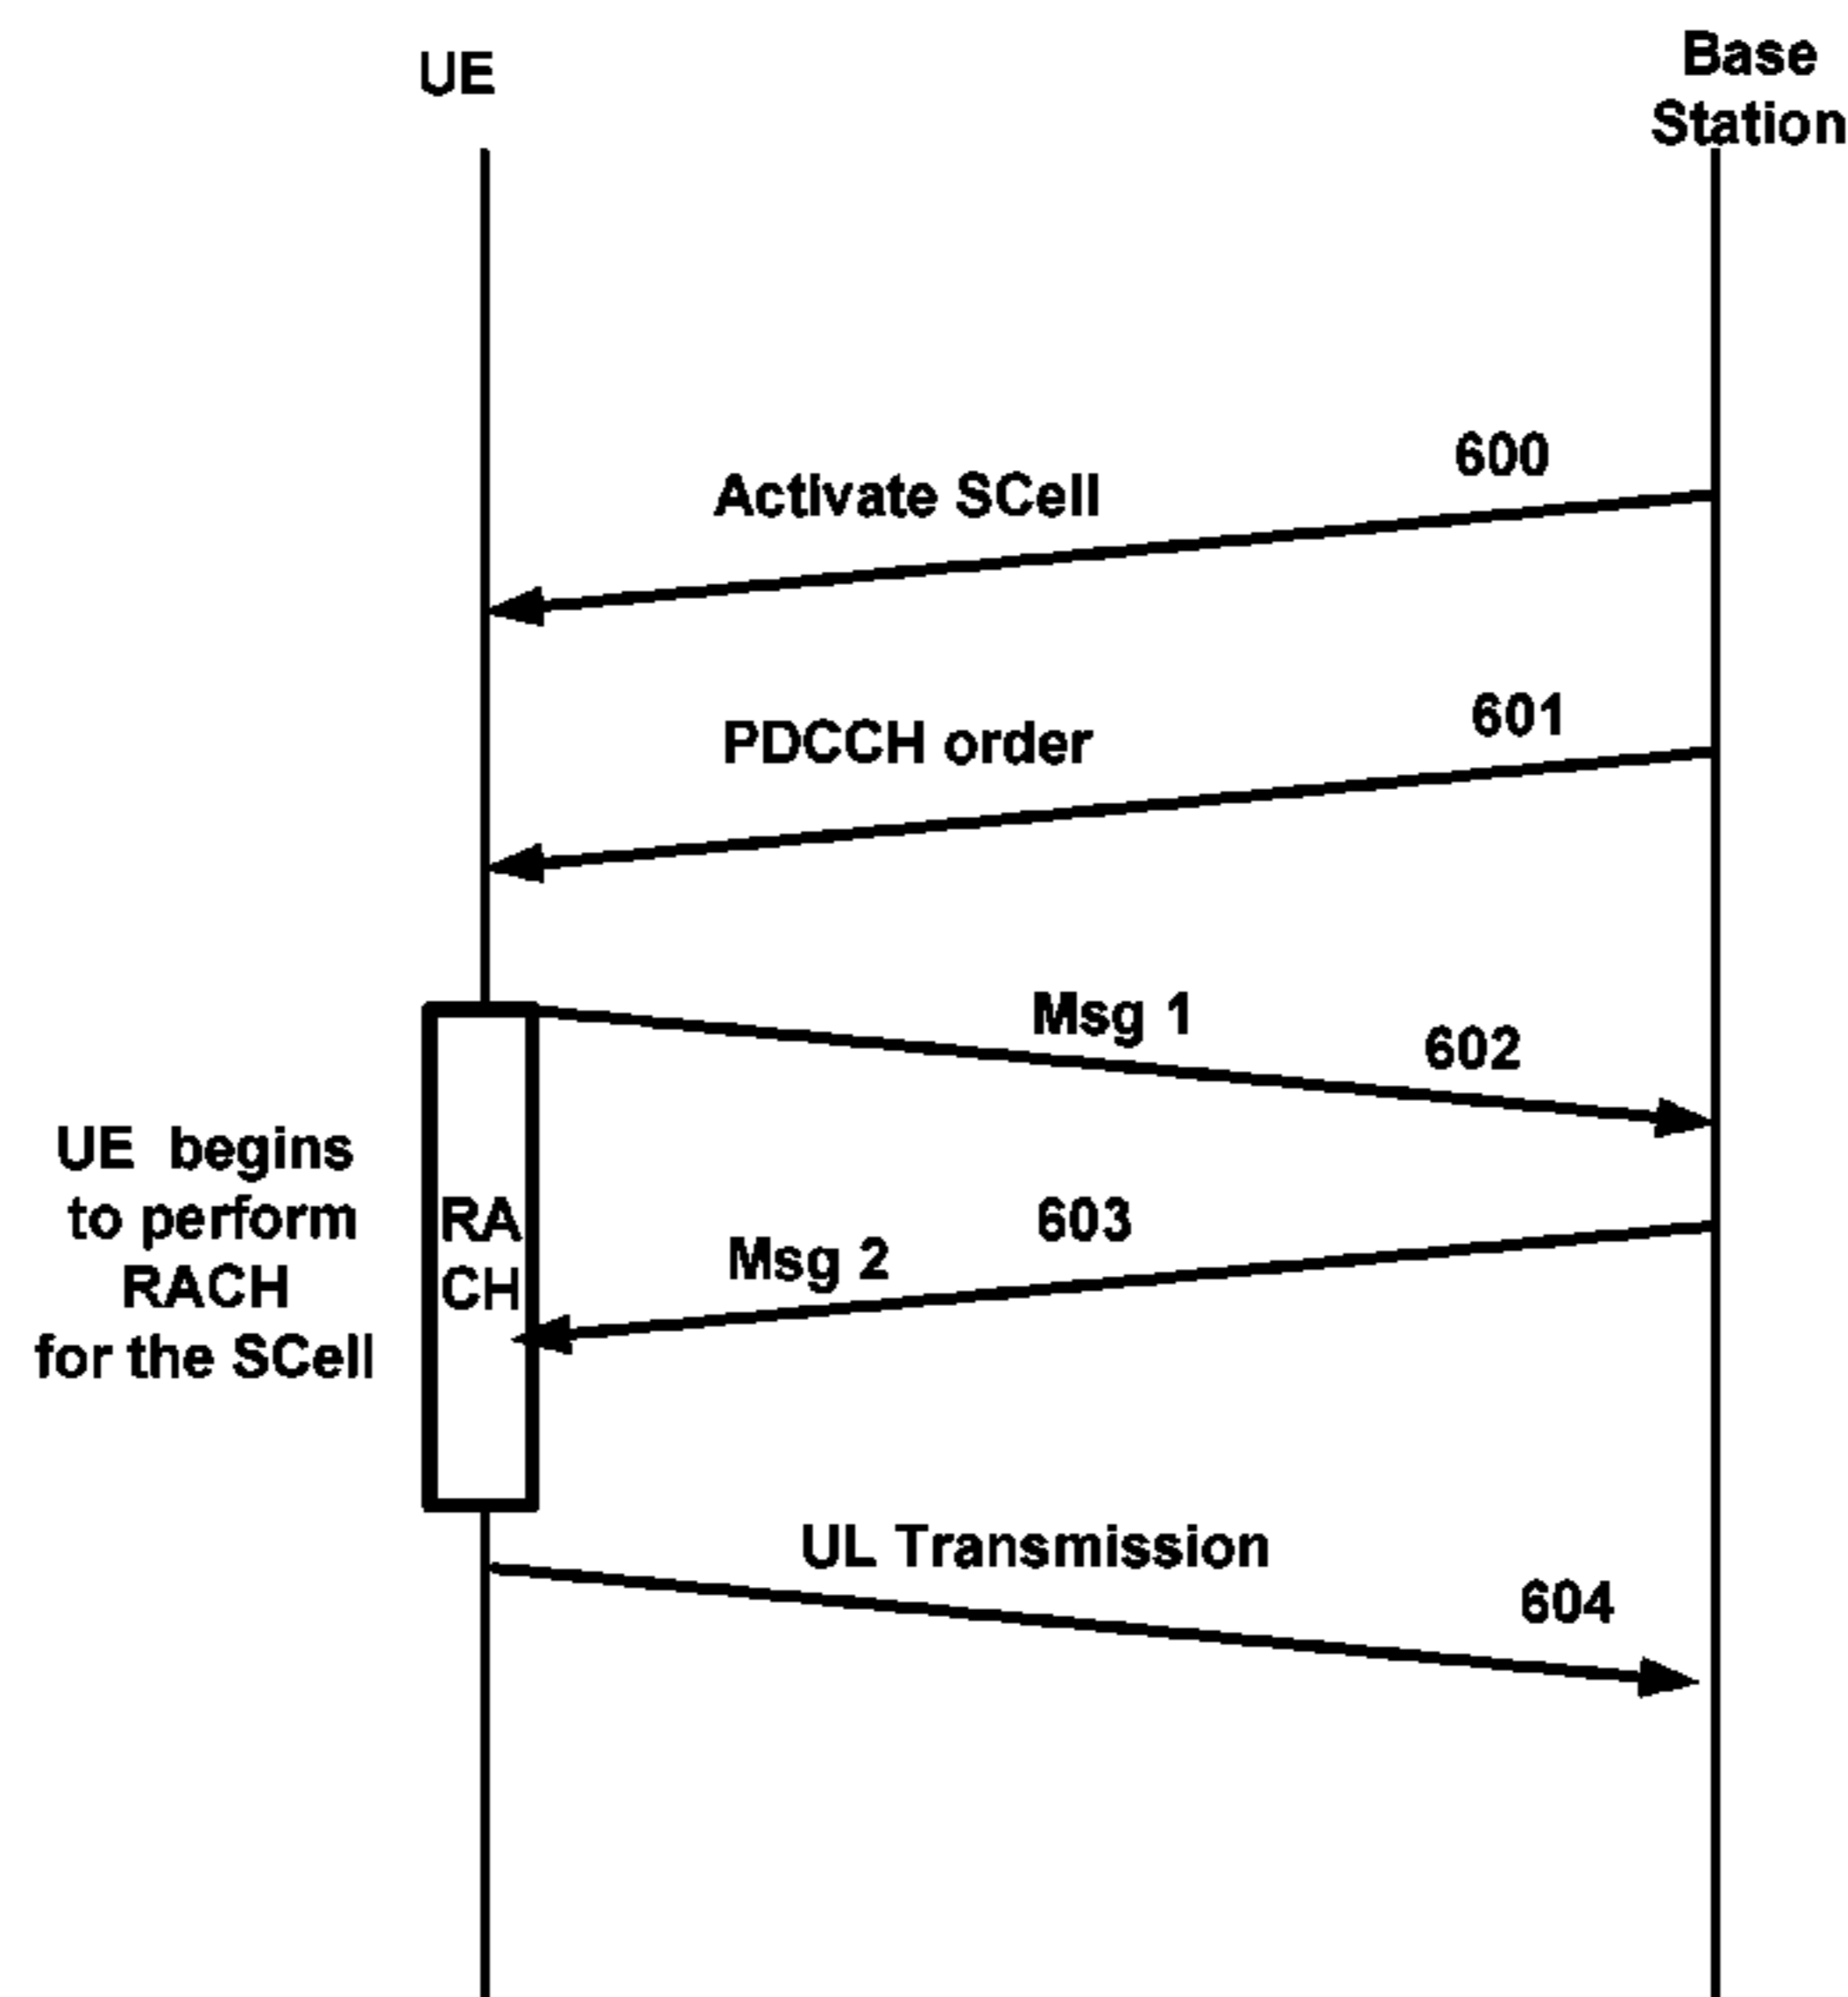 UE
Base
Station
600
Activate SCell
601
PDCCH order
Msg 1
602
UE begins
to perform
RACH
for the SCell
RA
CH
603
Msg 2
UL Transmission
604